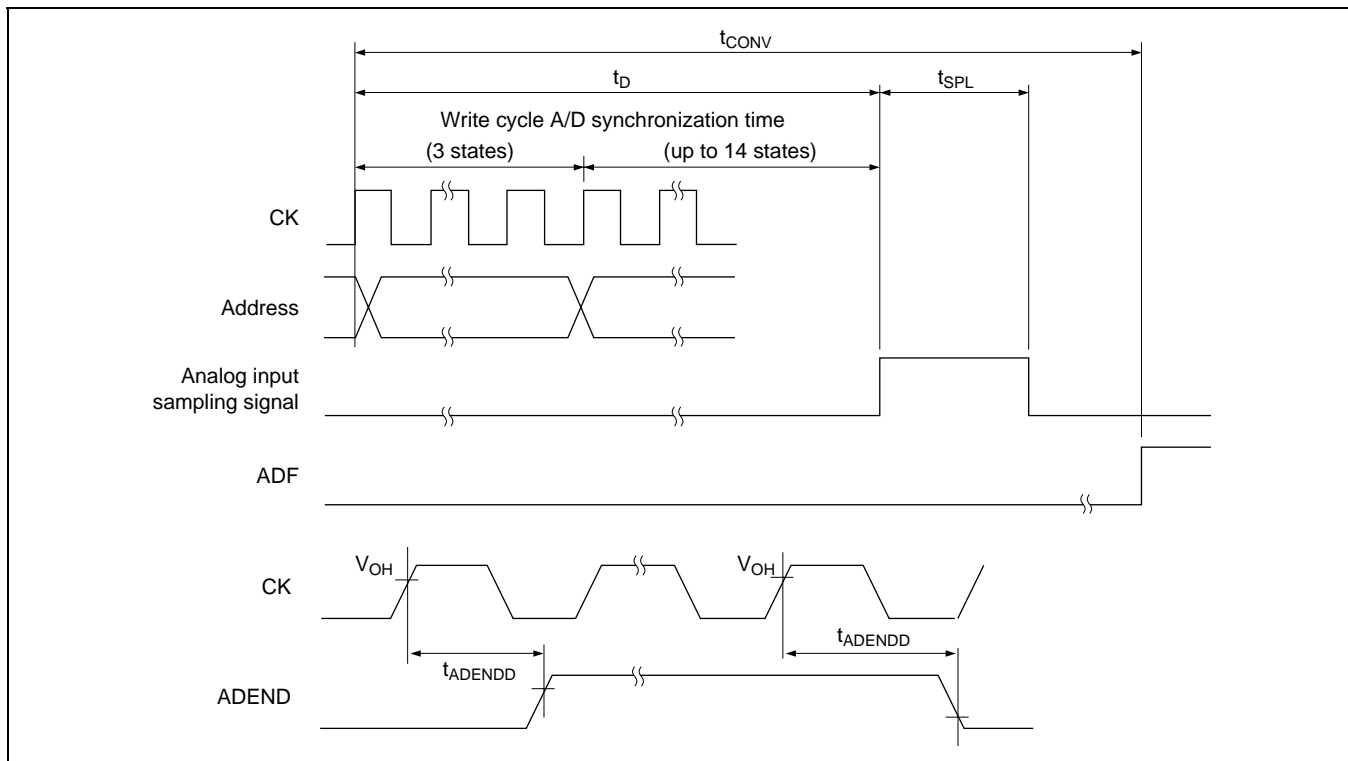 tCONV
tD tSPL
Write cycle A/D synchronization time
(3 states) (up to 14 states)
CK
Address
Analog input
sampling signal
ADF
VOH VOH
CK
tADENDD tADENDD
ADEND